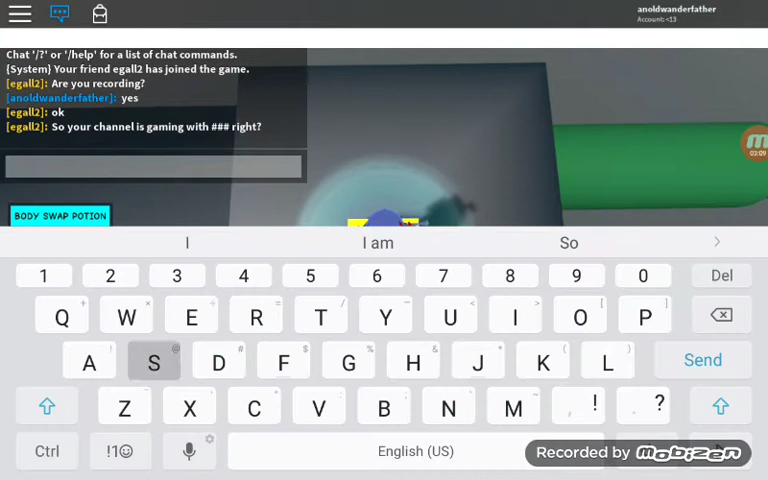 anoldwanderfather
Account: <13
Chat '/?' or '/help' for a list of chat commands.
{System} Your friend egall2 has joined the game.
[egall2]: Are you recording?
[anoldwanderfather]: yes
[egall2]: ok
[egall2]: So your channel is gaming with ### right?
03:09
BODY SWAP POTION
I I am So >
1 2 3 4 5 6 7 8 9 0 Del
+ × ÷ = / _ < > [ ]
Q W E R T Y U I O P
! @ # $ % & * ( )
A S D F G H J K L Send
Z X C V B N M , ! . ?
Ctrl !1☺ English (US)
Recorded by mobizen